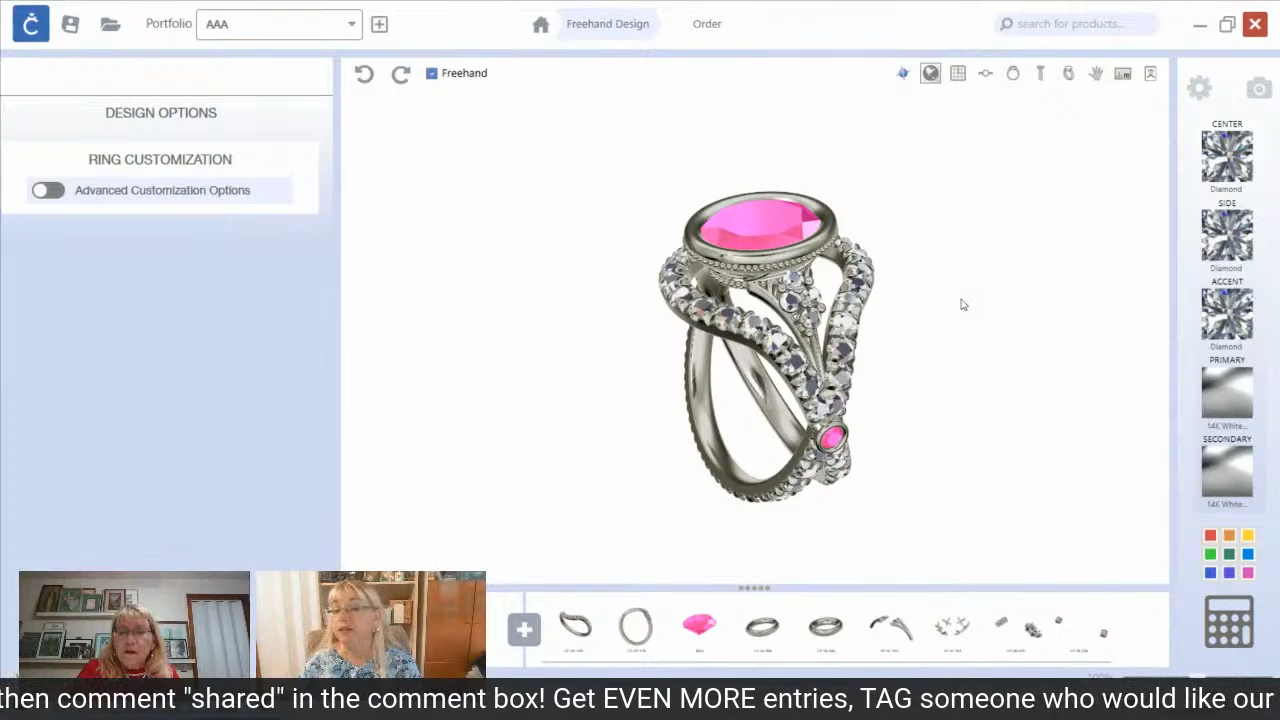 Č
Portfolio
AAA
Freehand Design
Order
search for products...
Freehand
DESIGN OPTIONS
RING CUSTOMIZATION
Advanced Customization Options
CENTER
Diamond
SIDE
Diamond
ACCENT
Diamond
PRIMARY
14K White...
SECONDARY
14K White...
then comment "shared" in the comment box! Get EVEN MORE entries, TAG someone who would like our